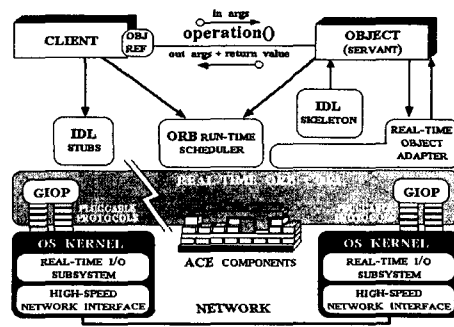 in args
CLIENT
OBJ
REF
operation()
OBJECT
(SERVANT)
out args + return value
IDL
STUBS
ORB RUN-TIME
SCHEDULER
IDL
SKELETON
REAL-TIME
OBJECT
ADAPTER
REAL-TIME ORB CORE
GIOP
PLUGGABLE
PROTOCOLS
PLUGGABLE
PROTOCOLS
GIOP
OS KERNEL
REAL-TIME I/O
SUBSYSTEM
HIGH-SPEED
NETWORK INTERFACE
ACE COMPONENTS
NETWORK
OS KERNEL
REAL-TIME I/O
SUBSYSTEM
HIGH-SPEED
NETWORK INTERFACE